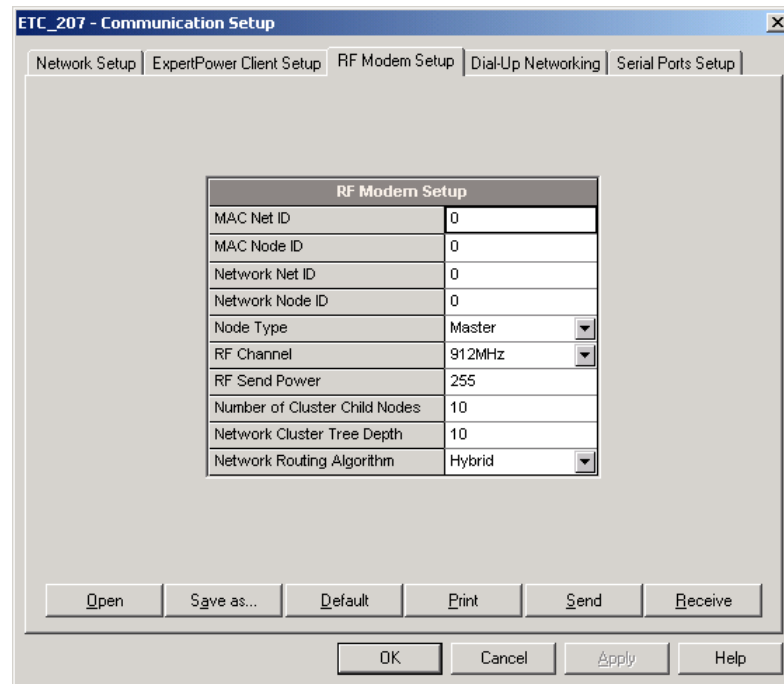 ETC_207 - Communication Setup
Network Setup ExpertPower Client Setup RF Modem Setup Dial-Up Networking Serial Ports Setup
RF Modem Setup
MAC Net ID 0
MAC Node ID 0
Network Net ID 0
Network Node ID 0
Node Type Master
RF Channel 912MHz
RF Send Power 255
Number of Cluster Child Nodes 10
Network Cluster Tree Depth 10
Network Routing Algorithm Hybrid
Open Save as... Default Print Send Receive
OK Cancel Apply Help